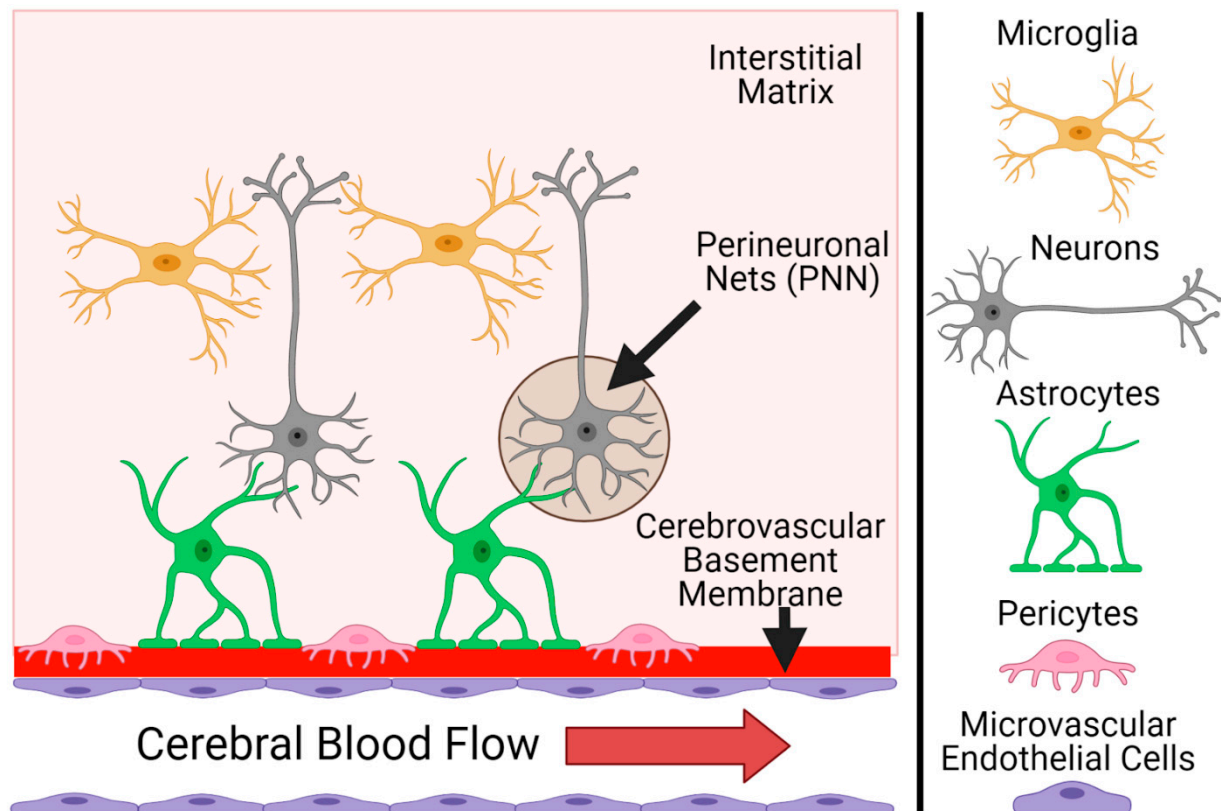 Interstitial
Matrix
Perineuronal
Nets (PNN)
Cerebrovascular
Basement
Membrane
Cerebral Blood Flow
Microglia
Neurons
Astrocytes
Pericytes
Microvascular
Endothelial Cells